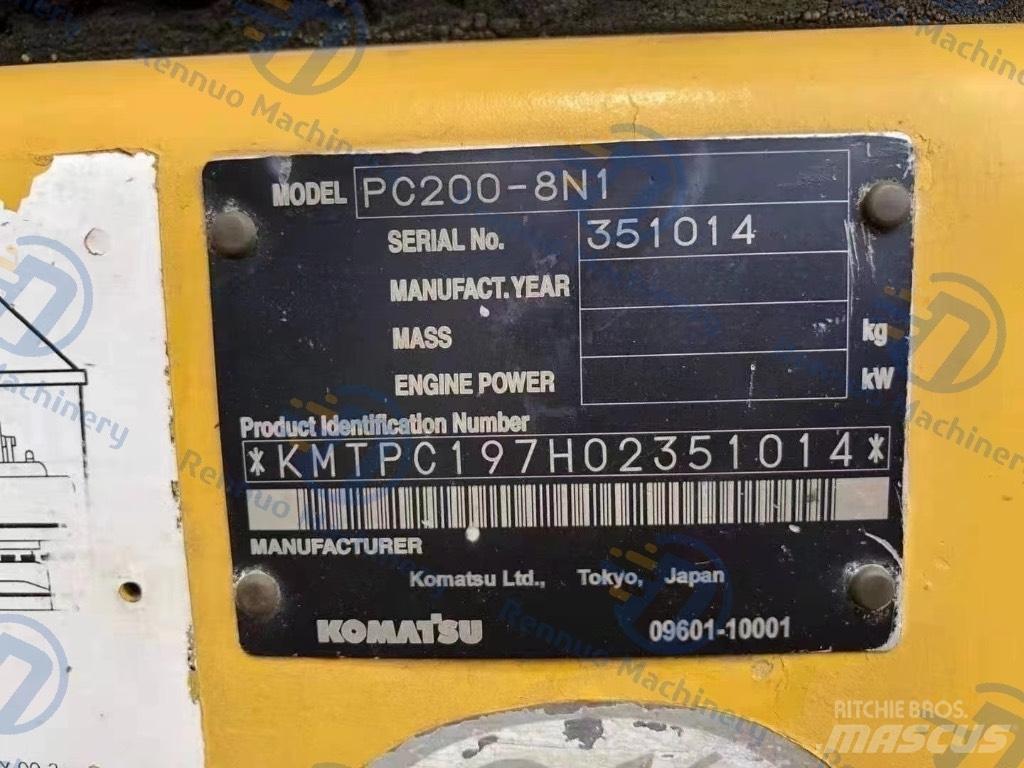 MODEL PC200-8N1
SERIAL No. 351014
MANUFACT. YEAR
MASS kg
ENGINE POWER kW
Product Identification Number
*KMTPC197H02351014*
MANUFACTURER
Komatsu Ltd., Tokyo, Japan
KOMATSU 09601-10001
Rennuo Machinery
RITCHIE BROS.
MASCUS